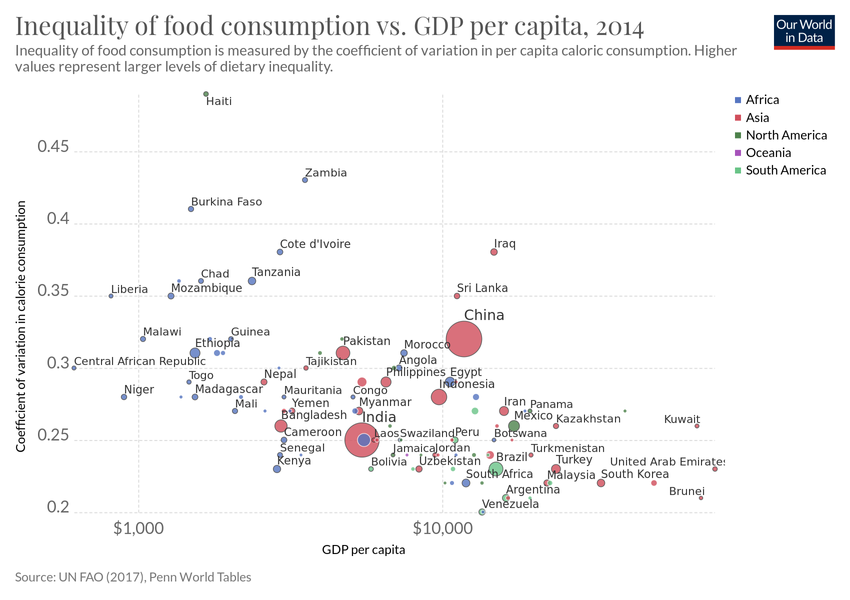 Inequality of food consumption vs. GDP per capita, 2014
Our World
in Data
Inequality of food consumption is measured by the coefficient of variation in per capita caloric consumption. Higher
values represent larger levels of dietary inequality.
Africa
Asia
North America
Oceania
South America
Haiti
0.45
Zambia
Burkina Faso
0.4
Cote d'Ivoire
Iraq
Chad
Tanzania
Liberia
Mozambique
Sri Lanka
0.35
China
Malawi
Guinea
Ethiopia
Pakistan
Morocco
Central African Republic
Tajikistan
Angola
0.3
Togo
Nepal
Philippines
Egypt
Indonesia
Niger
Madagascar
Mauritania
Congo
Mali
Yemen
Myanmar
Iran
Panama
Bangladesh
India
Mexico
Kazakhstan
Kuwait
Cameroon
Laos
Swaziland
Peru
Botswana
0.25
Senegal
Jamaica
Jordan
Turkmenistan
Kenya
Bolivia
Uzbekistan
Brazil
Turkey
United Arab Emirates
South Africa
Malaysia
South Korea
Argentina
Brunei
Venezuela
0.2
$1,000
$10,000
GDP per capita
Coefficient of variation in calorie consumption
Source: UN FAO (2017), Penn World Tables